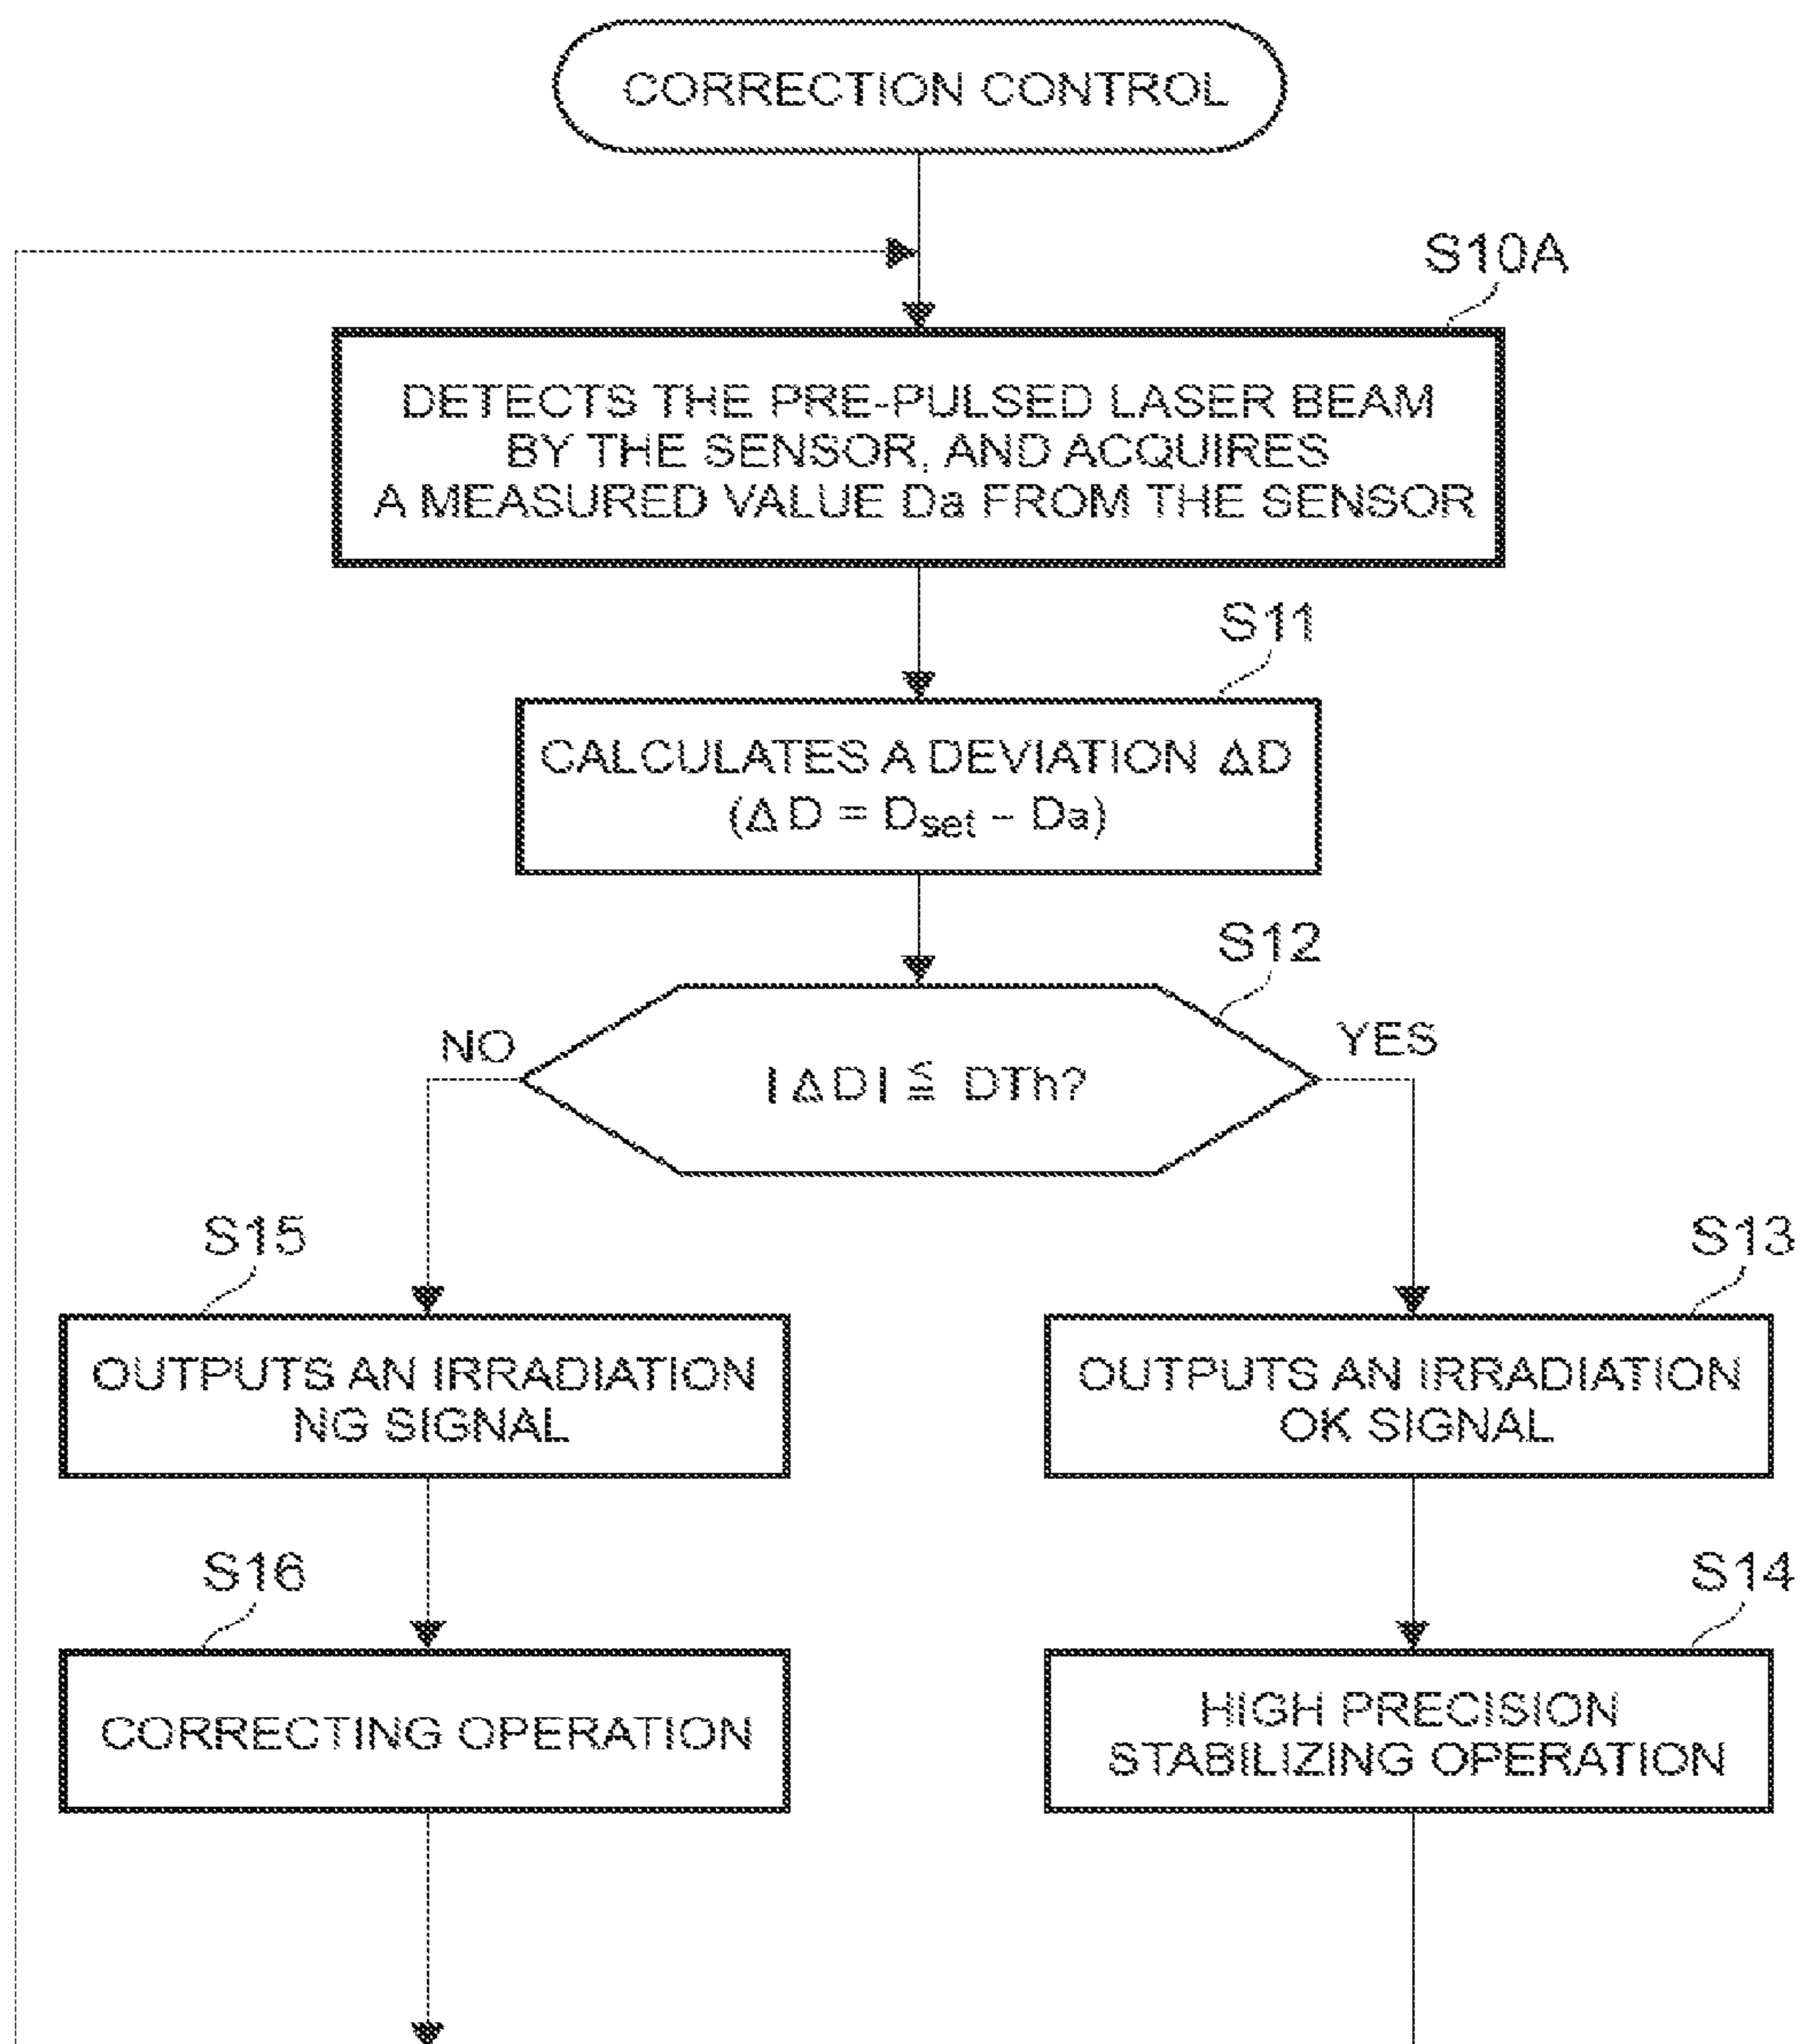 CORRECTION CONTROL
S10A
DETECTS THE PRE-PULSED LASER BEAM
BY THE SENSOR, AND ACQUIRES
A MEASURED VALUE Da FROM THE SENSOR
S11
CALCULATES A DEVIATION ΔD
(ΔD = Dset – Da)
S12
NO
YES
|ΔD| ≦ DTh?
S15
S13
OUTPUTS AN IRRADIATION
NG SIGNAL
OUTPUTS AN IRRADIATION
OK SIGNAL
S16
S14
CORRECTING OPERATION
HIGH PRECISION
STABILIZING OPERATION